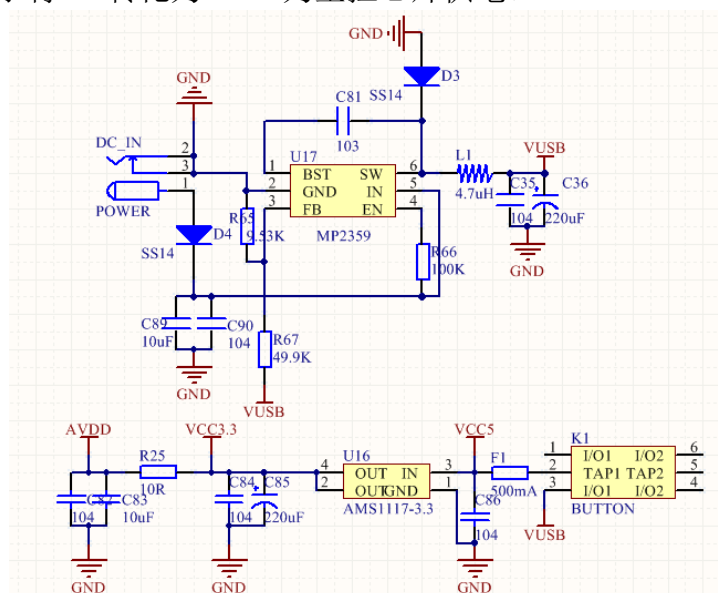 GND
D3
SS14
GND
C81
103
DC_IN
2
3
1
POWER
U17
1 BST SW 6
2 GND IN 5
3 FB EN 4
MP2359
L1
4.7uH
VUSB
C35
104
C36
220uF
GND
R65
9.53K
D4
SS14
R66
100K
C89
10uF
C90
104
R67
49.9K
GND
VUSB
AVDD
R25
10R
VCC3.3
U16
4 OUT IN 3
2 OUT GND 1
AMS1117-3.3
VCC5
F1
500mA
K1
1 I/O1 I/O2 6
2 TAP1 TAP2 5
3 I/O1 I/O2 4
BUTTON
VUSB
104
C83
10uF
C84
104
C85
220uF
C86
104
GND
GND
GND